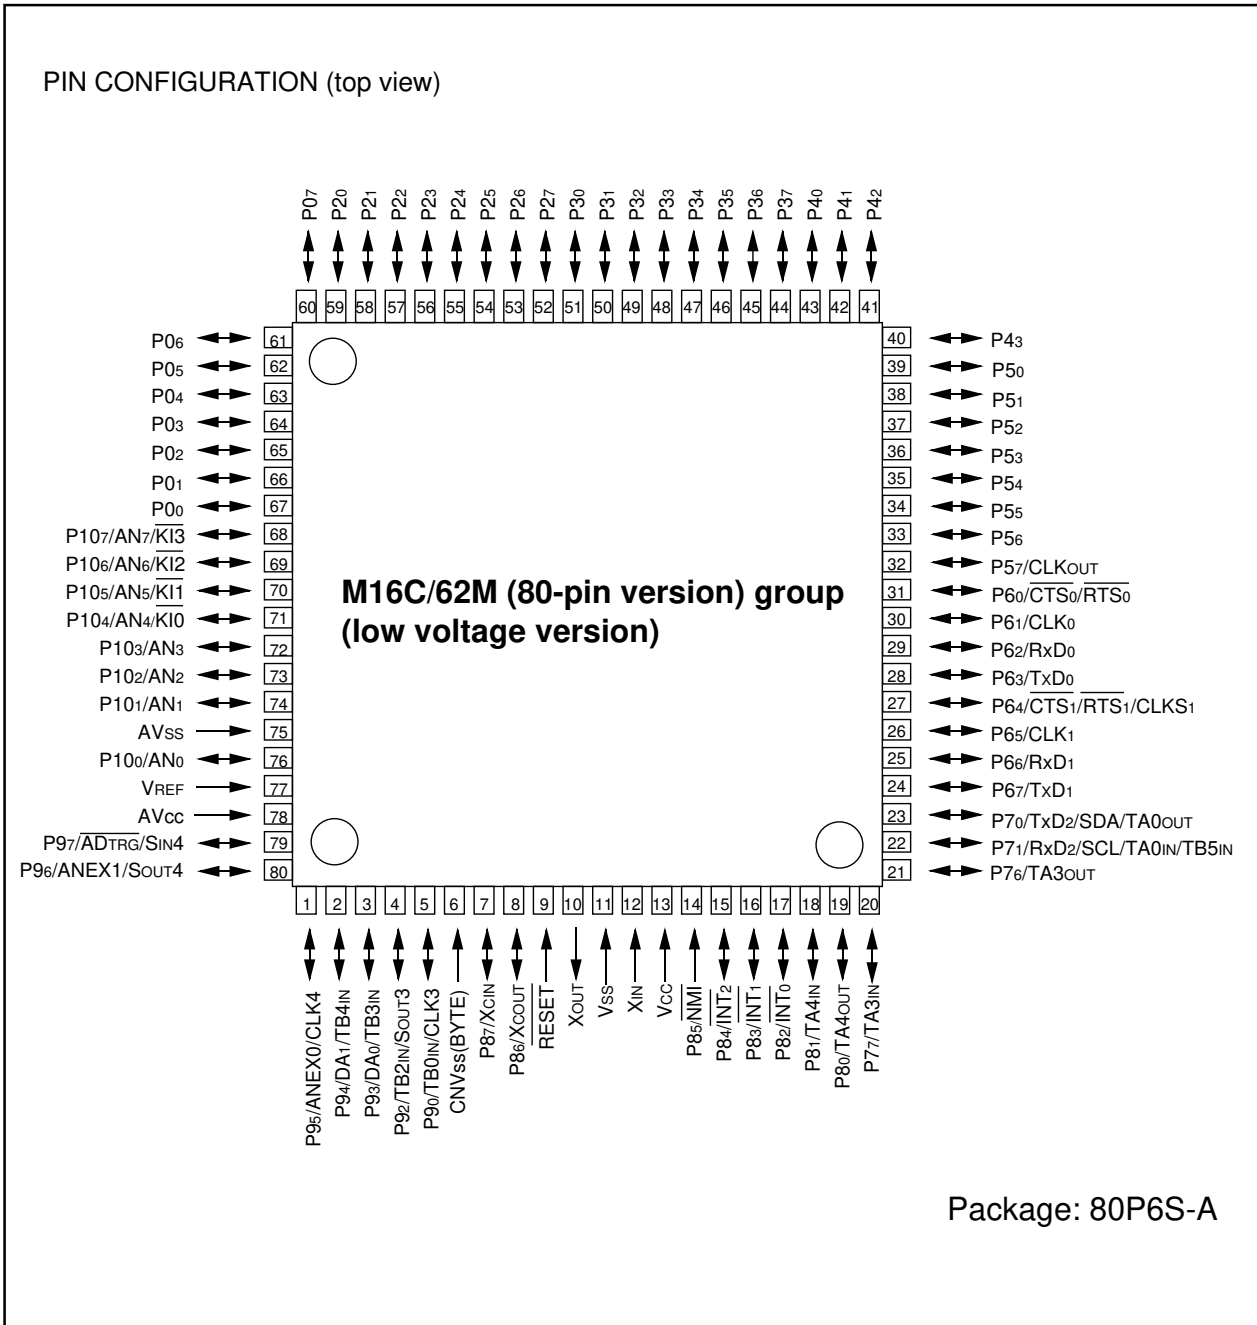 PIN CONFIGURATION (top view)
P07
P20
P21
P22
P23
P24
P25
P26
P27
P30
P31
P32
P33
P34
P35
P36
P37
P40
P41
P42
60
59
58
57
56
55
54
53
52
51
50
49
48
47
46
45
44
43
42
41
P06 61
P05 62
P04 63
P03 64
P02 65
P01 66
P00 67
P107/AN7/KI3 68
P106/AN6/KI2 69
P105/AN5/KI1 70
P104/AN4/KI0 71
P103/AN3 72
P102/AN2 73
P101/AN1 74
AVSS 75
P100/AN0 76
VREF 77
AVcc 78
P97/ADTRG/SIN4 79
P96/ANEX1/SOUT4 80
M16C/62M (80-pin version) group
(low voltage version)
40 P43
39 P50
38 P51
37 P52
36 P53
35 P54
34 P55
33 P56
32 P57/CLKOUT
31 P60/CTS0/RTS0
30 P61/CLK0
29 P62/RxD0
28 P63/TxD0
27 P64/CTS1/RTS1/CLKS1
26 P65/CLK1
25 P66/RxD1
24 P67/TxD1
23 P70/TxD2/SDA/TA0OUT
22 P71/RxD2/SCL/TA0IN/TB5IN
21 P76/TA3OUT
1
2
3
4
5
6
7
8
9
10
11
12
13
14
15
16
17
18
19
20
P95/ANEX0/CLK4
P94/DA1/TB4IN
P93/DA0/TB3IN
P92/TB2IN/SOUT3
P90/TB0IN/CLK3
CNVss(BYTE)
P87/XCIN
P86/XCOUT
RESET
XOUT
VSS
XIN
VCC
P85/NMI
P84/INT2
P83/INT1
P82/INT0
P81/TA4IN
P80/TA4OUT
P77/TA3IN
Package: 80P6S-A